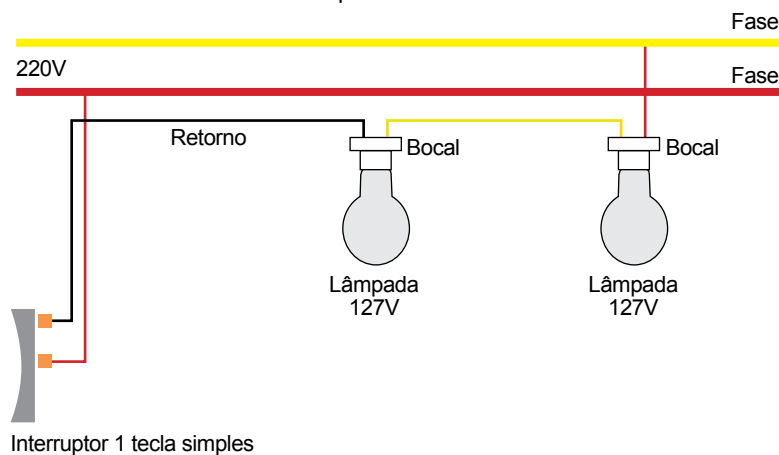 Fase
220V
Fase
Retorno
Bocal
Bocal
Lâmpada
127V
Lâmpada
127V
Interruptor 1 tecla simples